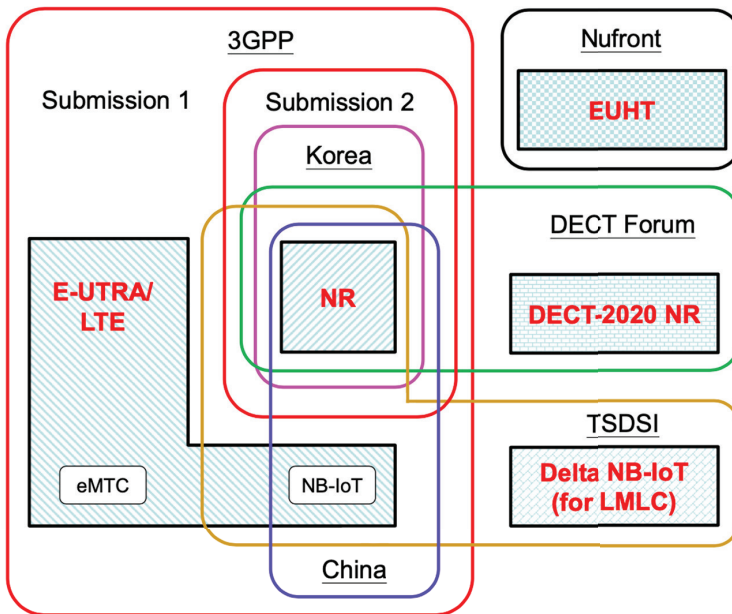 3GPP
Nufront
Submission 1
Submission 2
EUHT
Korea
DECT Forum
E-UTRA/
LTE
NR
DECT-2020 NR
TSDSI
eMTC
NB-IoT
Delta NB-IoT
(for LMLC)
China